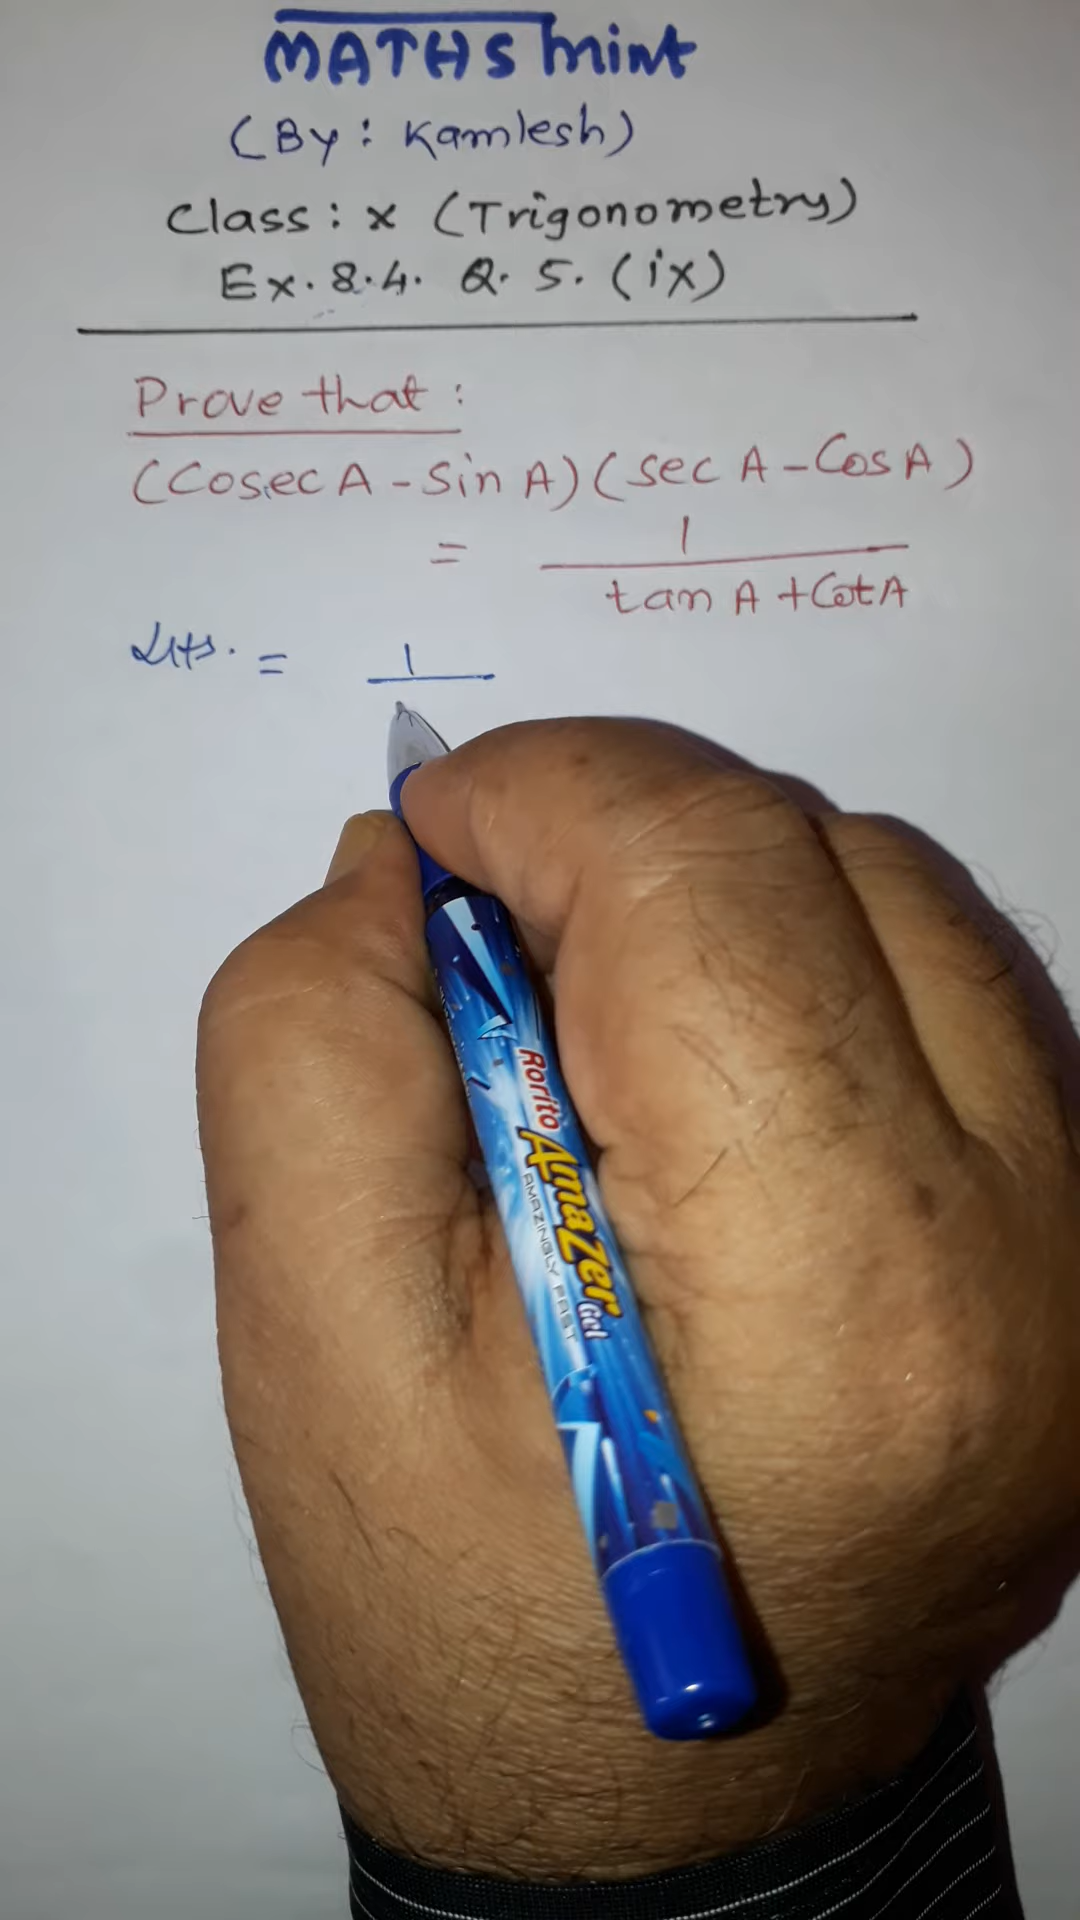 MATHS mint
(By: Kamlesh)
Class: X (Trigonometry)
Ex. 8.4. Q. 5. (ix)
Prove that:
(Cosec A - Sin A) (sec A - Cos A)
= 1 / tan A + Cot A
LHS. = 1
Rorito
AmaZer Gel
AMAZINGLY FAST